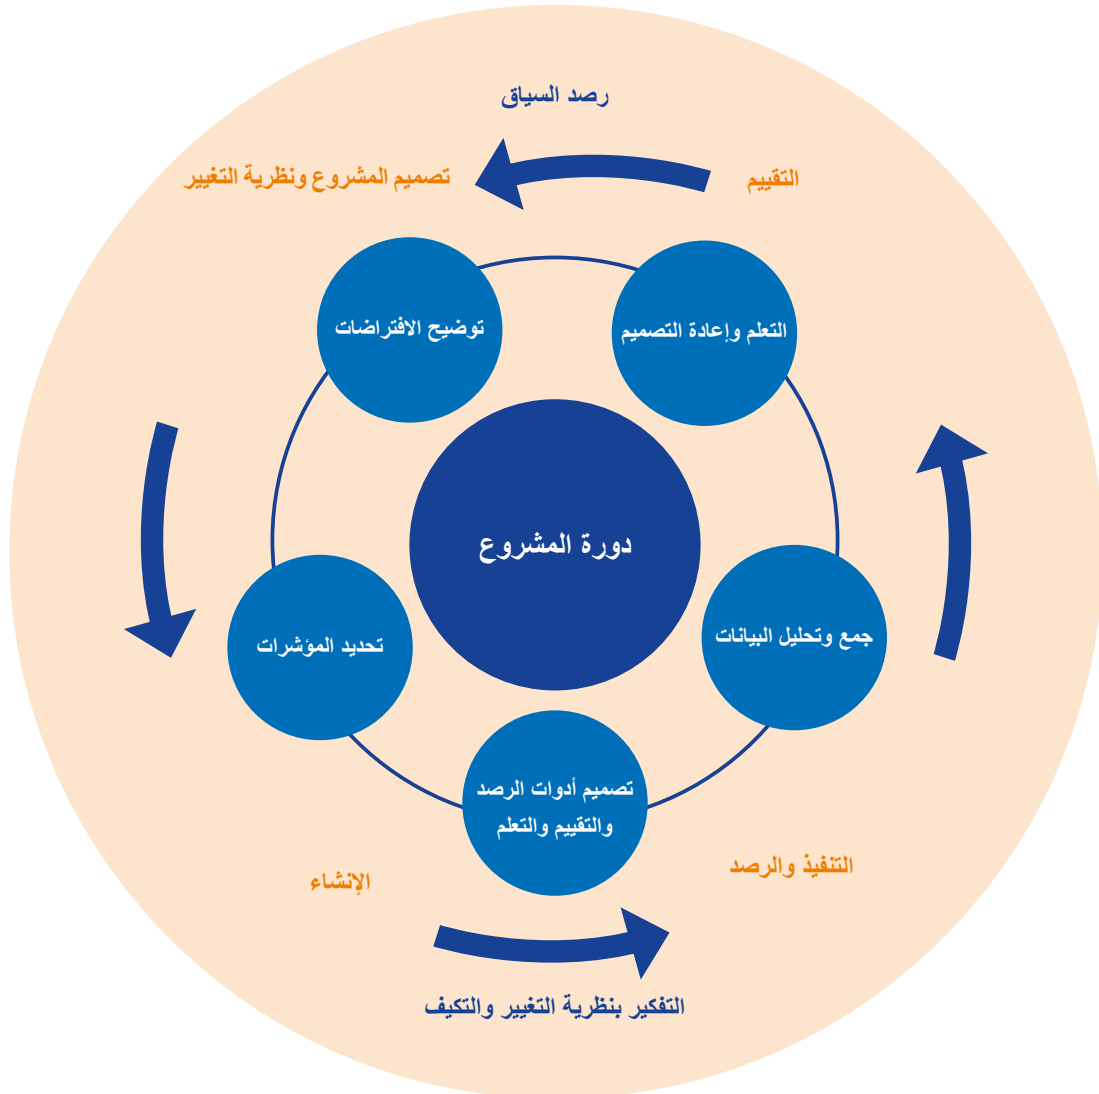 رصد السياق
التقييم
تصميم المشروع ونظرية التغيير
التعلم وإعادة التصميم
توضيح الافتراضات
دورة المشروع
جمع وتحليل البيانات
تحديد المؤشرات
تصميم أدوات الرصد
والتقييم والتعلم
التنفيذ والرصد
الإنشاء
التفكير بنظرية التغيير والتكيف